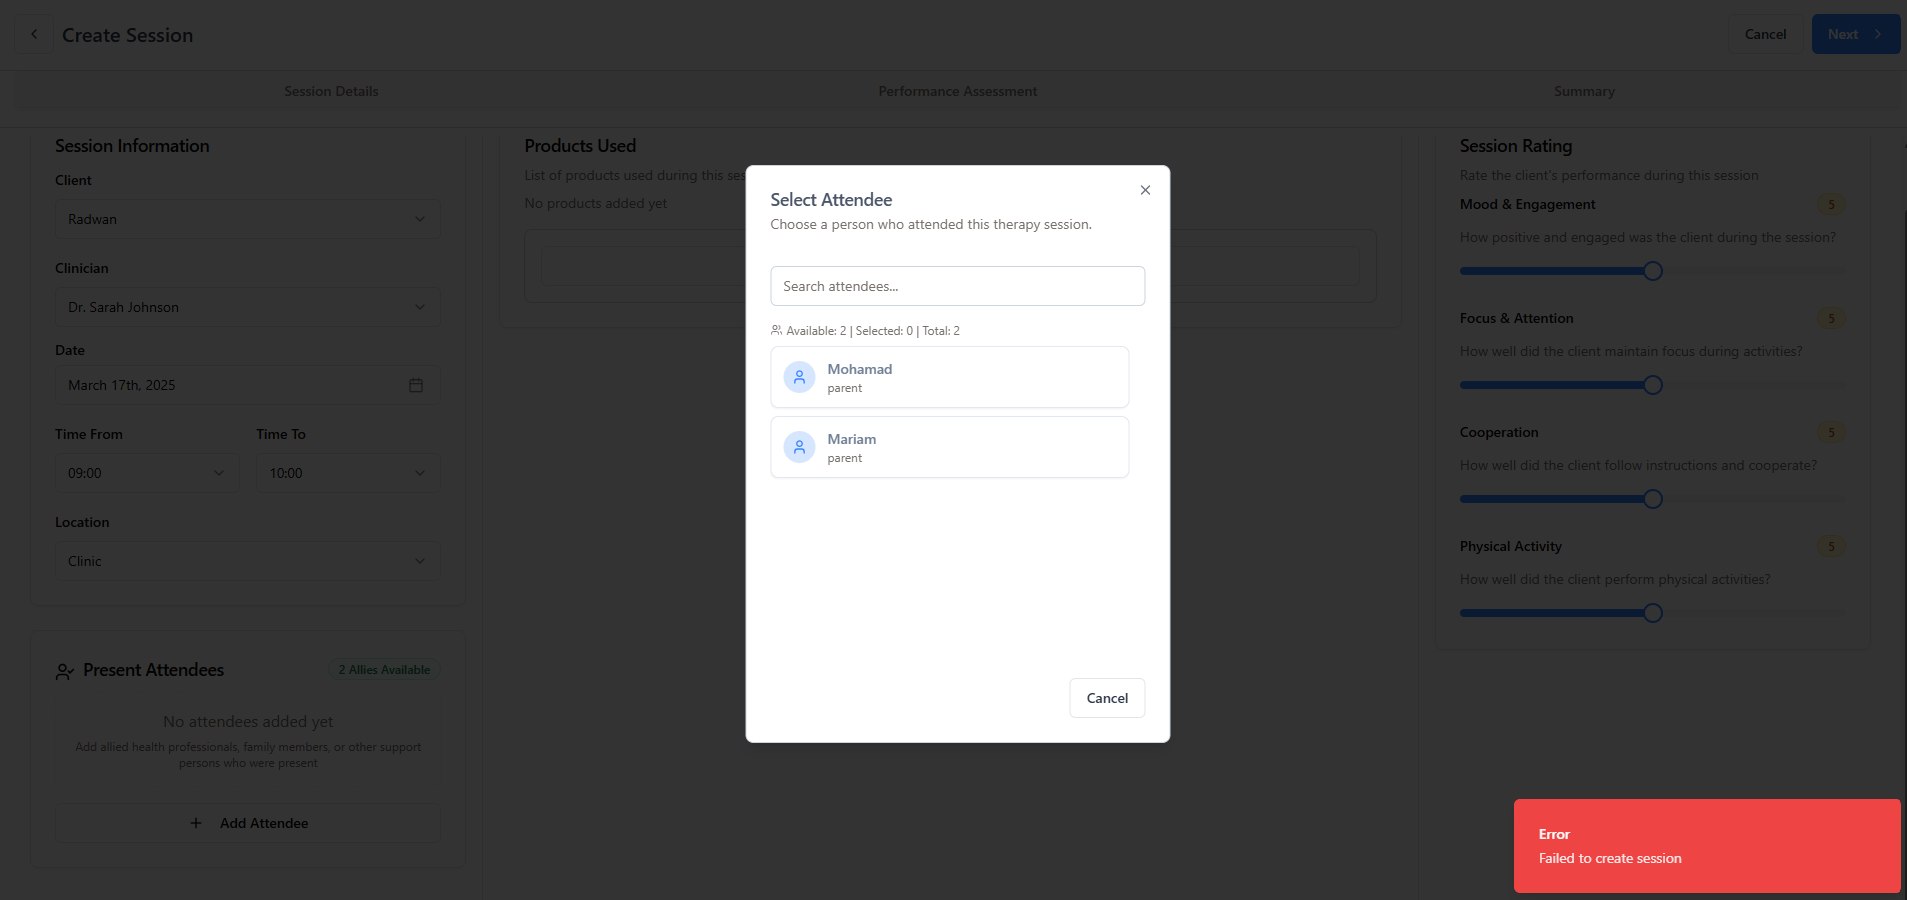 Create Session
Cancel
Next
Session Details
Performance Assessment
Summary
Session Information
Client
Radwan
Clinician
Dr. Sarah Johnson
Date
March 17th, 2025
Time From
Time To
09:00
10:00
Location
Clinic
Present Attendees
2 Allies Available
No attendees added yet
Add allied health professionals, family members, or other support
persons who were present
Add Attendee
Products Used
List of products used during this ses
No products added yet
Select Attendee
Choose a person who attended this therapy session.
Search attendees...
Available: 2 | Selected: 0 | Total: 2
Mohamad
parent
Mariam
parent
Cancel
Session Rating
Rate the client's performance during this session
Mood & Engagement
5
How positive and engaged was the client during the session?
Focus & Attention
5
How well did the client maintain focus during activities?
Cooperation
5
How well did the client follow instructions and cooperate?
Physical Activity
5
How well did the client perform physical activities?
Error
Failed to create session